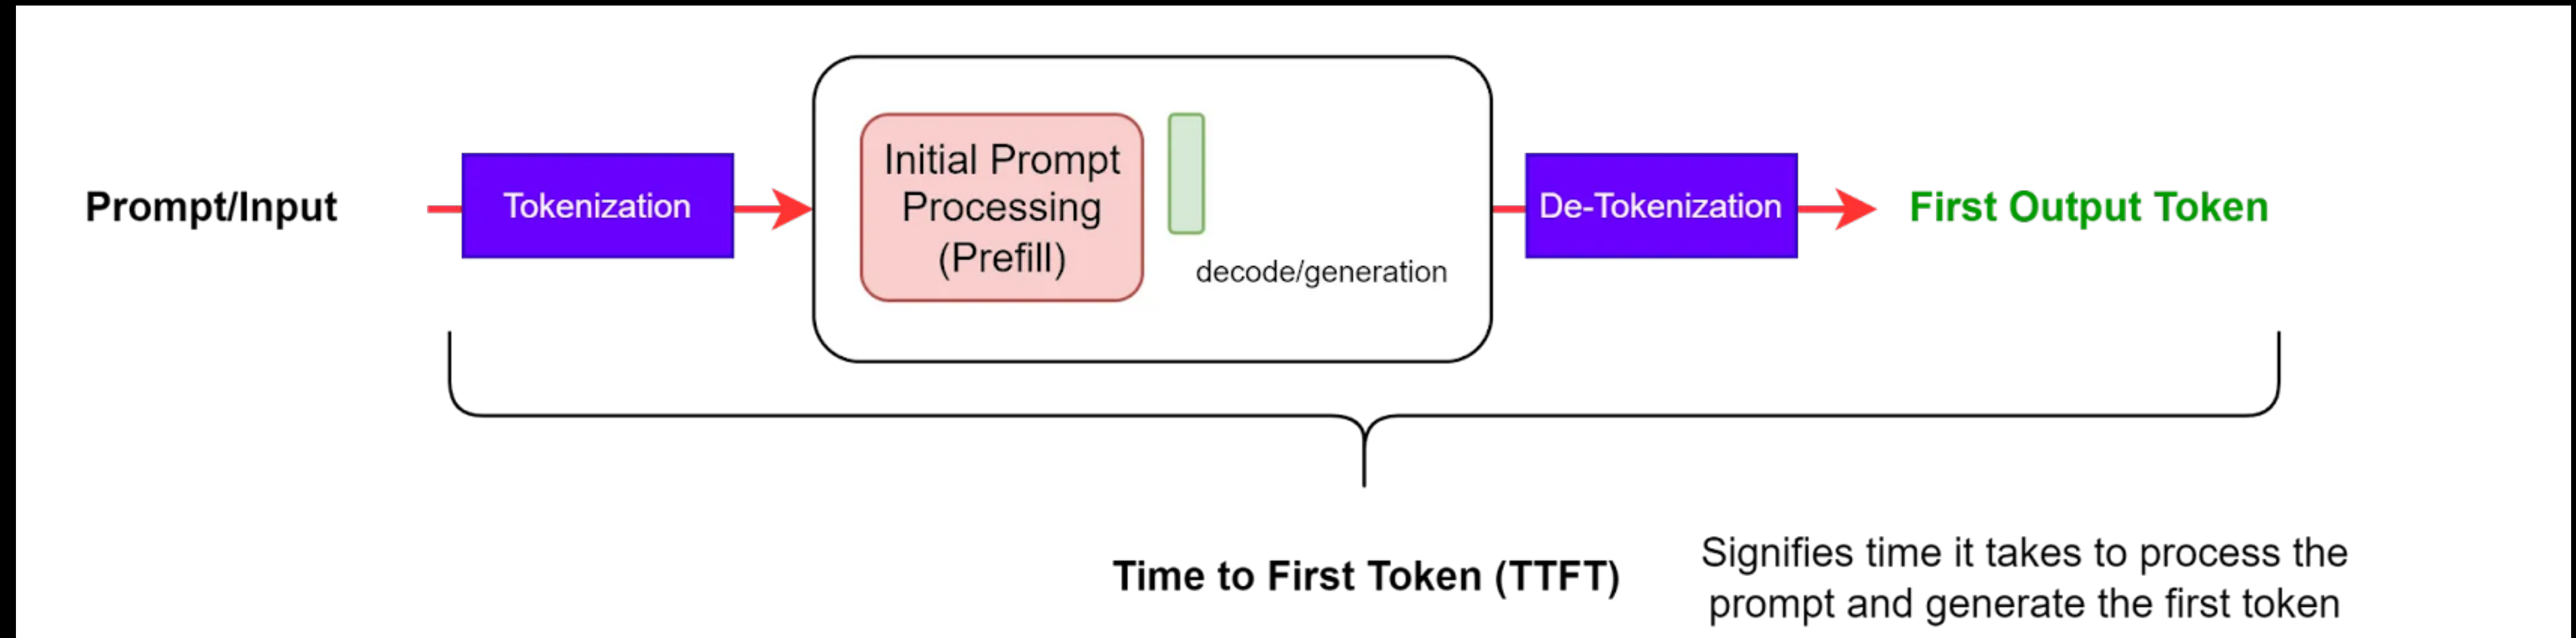 Prompt/Input
Tokenization
Initial Prompt
Processing
(Prefill)
decode/generation
De-Tokenization
First Output Token
Time to First Token (TTFT)
Signifies time it takes to process the
prompt and generate the first token